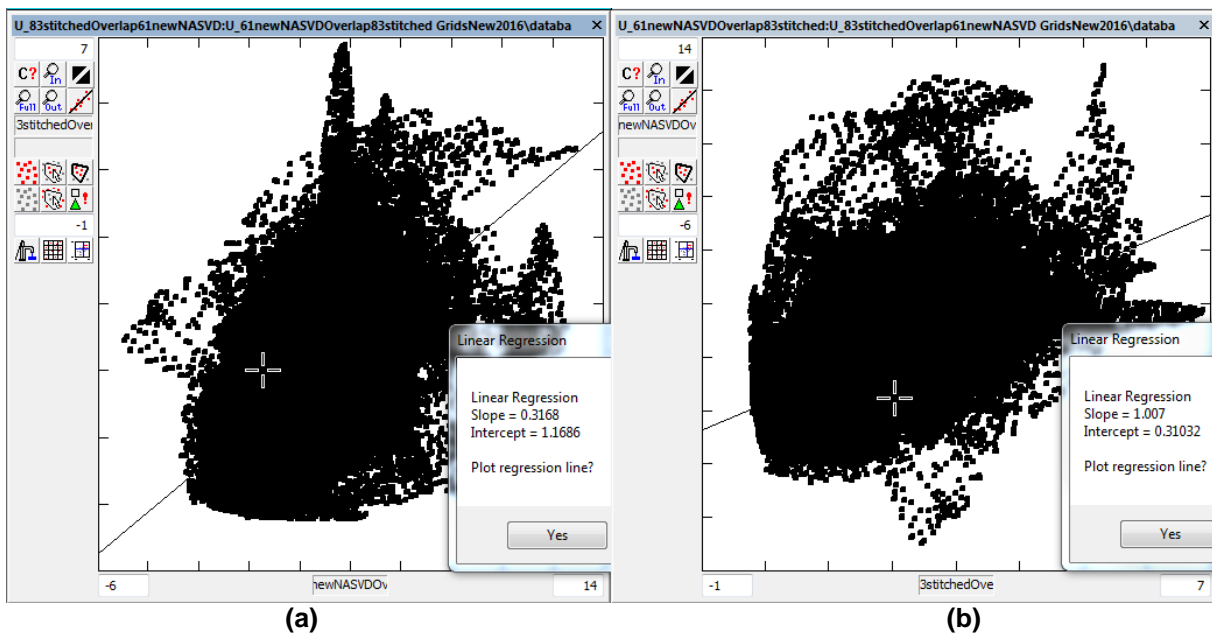 U_83stitchedOverlap61newNASVD:U_61newNASVDOverlap83stitched GridsNew2016\databa
7
C?
In
Full
Out
3stitchedOver
-1
-6
newNASVDOv
14
Linear Regression
Linear Regression
Slope = 0.3168
Intercept = 1.1686
Plot regression line?
Yes
(a)
U_61newNASVDOverlap83stitched:U_83stitchedOverlap61newNASVD GridsNew2016\databa
14
C?
In
Full
Out
newNASVDOv
-6
-1
3stitchedOve
7
Linear Regression
Linear Regression
Slope = 1.007
Intercept = 0.31032
Plot regression line?
Yes
(b)